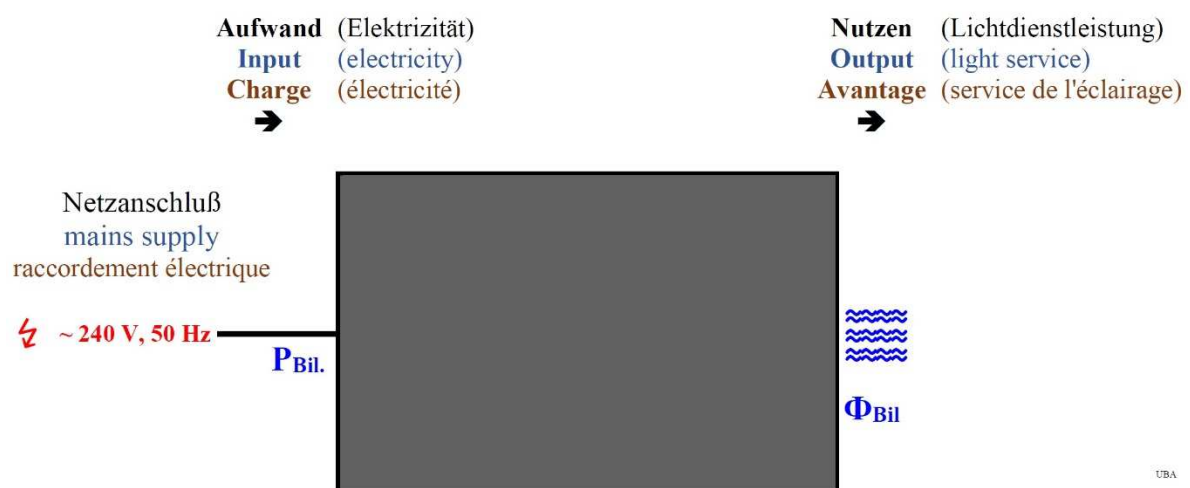 Aufwand (Elektrizität)
Input (electricity)
Charge (électricité)
Nutzen (Lichtdienstleistung)
Output (light service)
Avantage (service de l'éclairage)
Netzanschluß
mains supply
raccordement électrique
~ 240 V, 50 Hz
PBil.
ΦBil
UBA